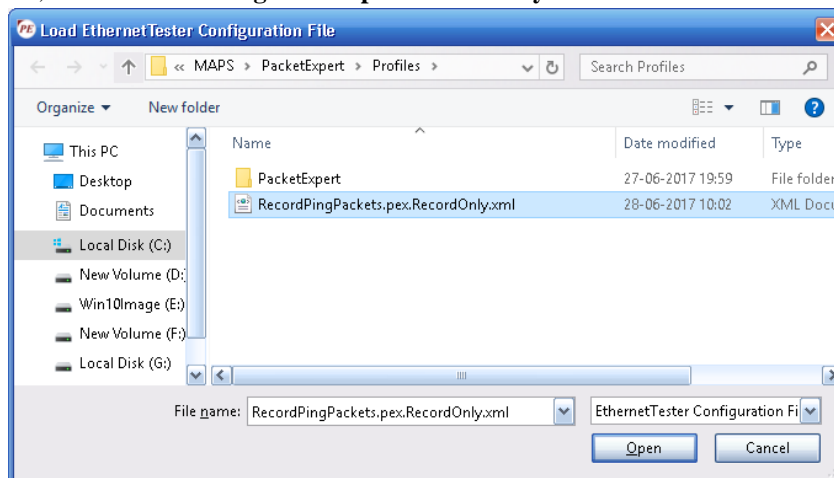 PE Load EthernetTester Configuration File
« MAPS > PacketExpert > Profiles >
Search Profiles
Organize New folder
Name Date modified Type
This PC
Desktop
Documents
Local Disk (C:)
New Volume (D:
Win10Image (E:)
New Volume (F:)
Local Disk (G:)
PacketExpert 27-06-2017 19:59 File folder
RecordPingPackets.pex.RecordOnly.xml 28-06-2017 10:02 XML Docu
File name: RecordPingPackets.pex.RecordOnly.xml EthernetTester Configuration Fi
Open Cancel